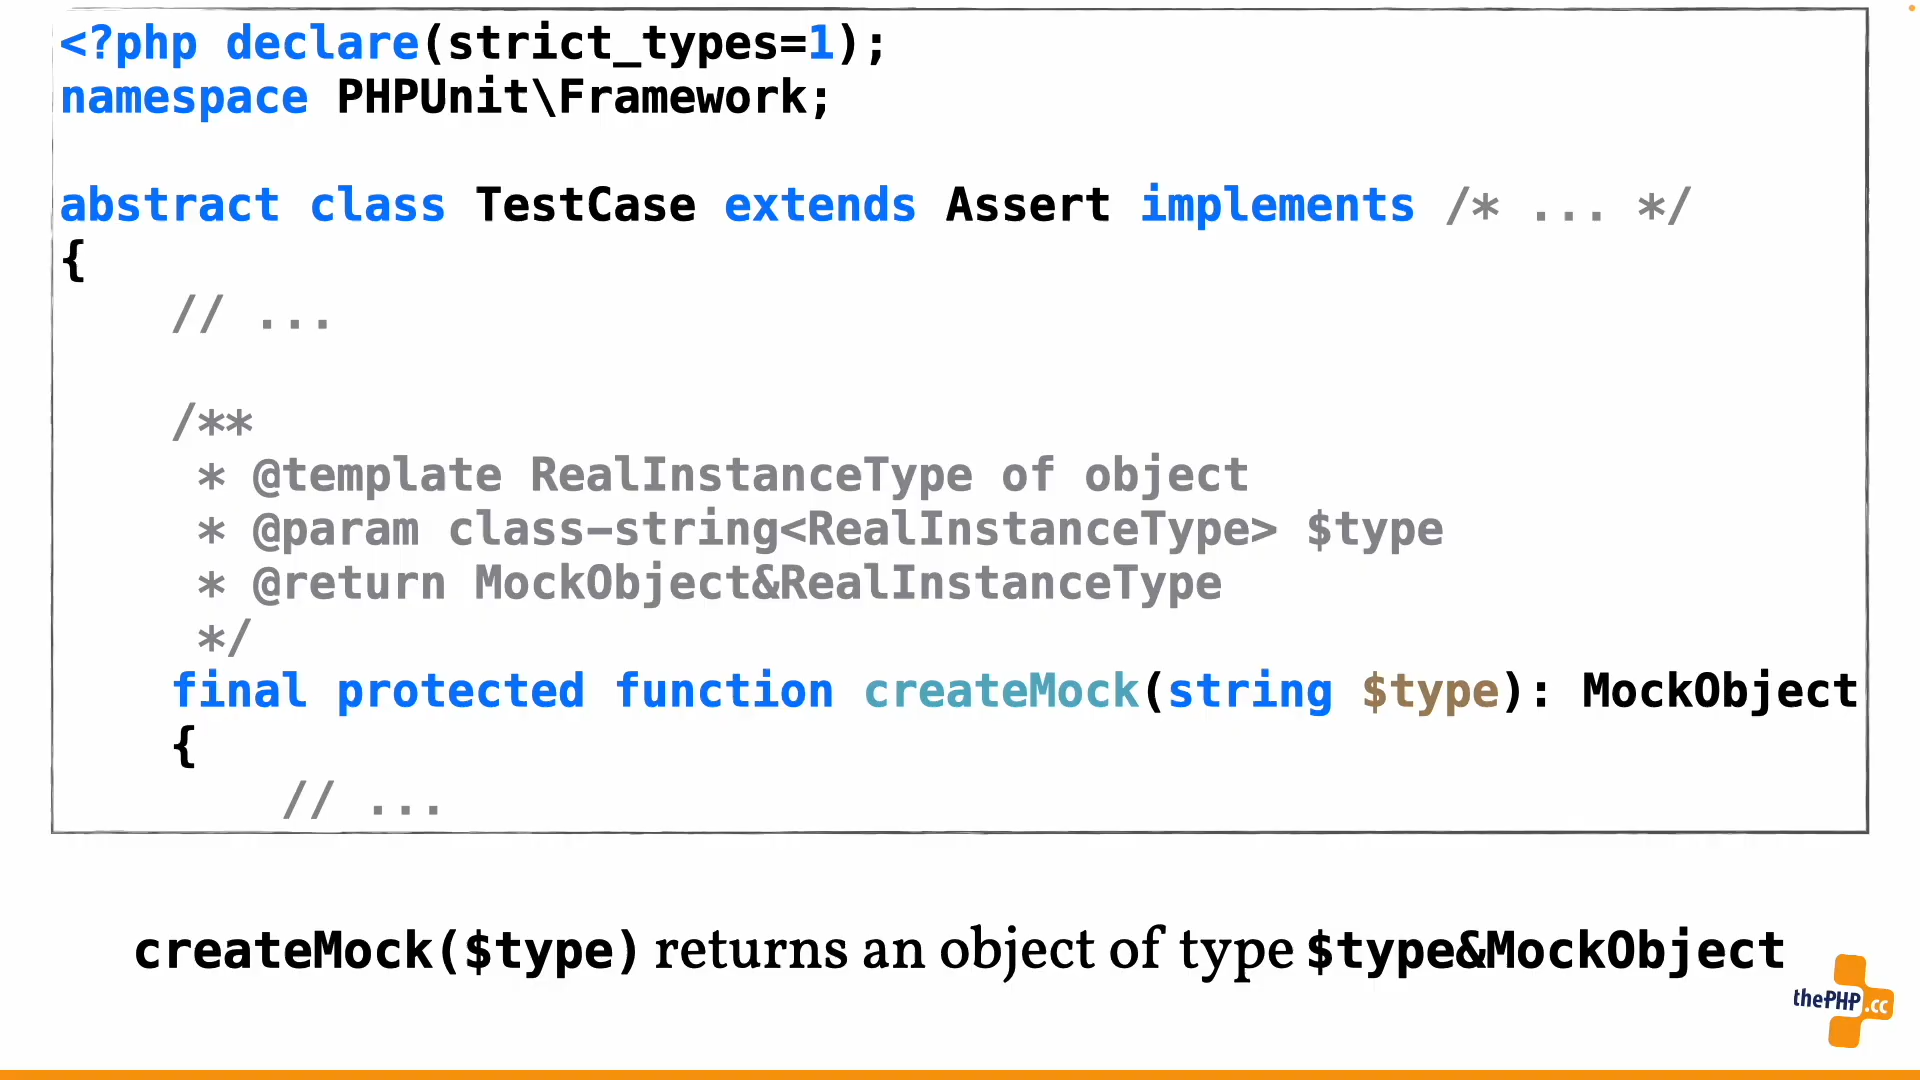 <?php declare(strict_types=1);
namespace PHPUnit\Framework;
abstract class TestCase extends Assert implements /* ... */
{
// ...
/**
* @template RealInstanceType of object
* @param class-string<RealInstanceType> $type
* @return MockObject&RealInstanceType
*/
final protected function createMock(string $type): MockObject
{
// ...
createMock($type) returns an object of type $type&MockObject
thePHP.cc